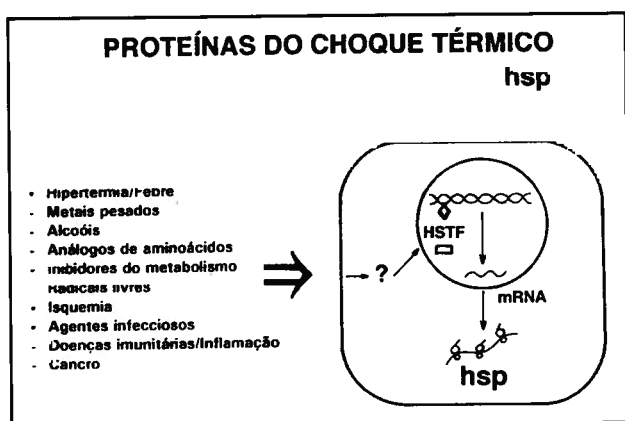 PROTEÍNAS DO CHOQUE TÉRMICO
hsp
- Hipertermia/Febre
- Metais pesados
- Alcoóis
- Análogos de aminoácidos
- Inibidores do metabolismo
Radicais livres
- Isquemia
- Agentes infecciosos
- Doenças imunitárias/Inflamação
- Cancro
?
HSTF
mRNA
hsp